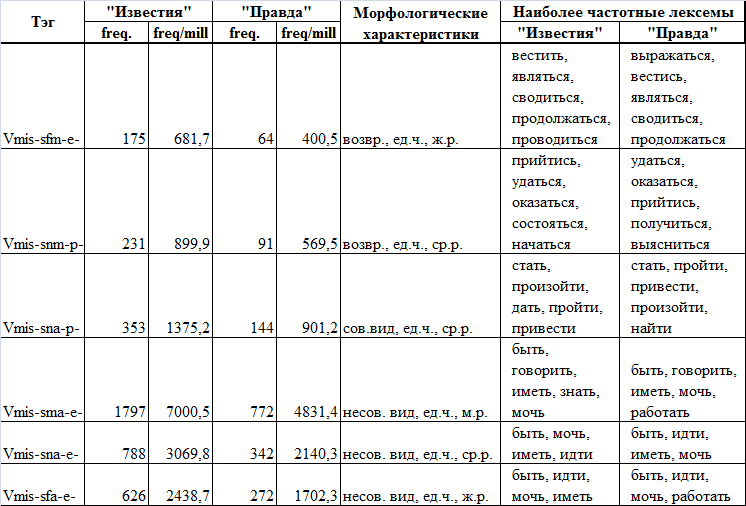 Тэг "Известия" "Правда" Морфологические характеристики Наиболее частотные лексемы
freq. freq/mill freq. freq/mill "Известия" "Правда"
вестить, выражаться,
являться, вестись,
сводиться, являться,
продолжаться, сводиться,
Vmis-sfm-e- 175 681,7 64 400,5 возвр., ед.ч., ж.р. проводиться продолжаться
прийтись, удаться,
удаться, оказаться,
оказаться, прийтись,
состояться, получиться,
Vmis-snm-p- 231 899,9 91 569,5 возвр., ед.ч., ср.р. начаться выясниться
стать, стать, пройти,
произойти, привести,
дать, пройти, произойти,
Vmis-sna-p- 353 1375,2 144 901,2 сов.вид, ед.ч., ср.р. привести найти
быть,
говорить, быть, говорить,
иметь, знать, иметь, мочь,
Vmis-sma-e- 1797 7000,5 772 4831,4 несов. вид, ед.ч., м.р. мочь работать
быть, мочь, быть, идти,
Vmis-sna-e- 788 3069,8 342 2140,3 несов. вид, ед.ч., ср.р. иметь, идти иметь, мочь
быть, идти, быть, идти,
Vmis-sfa-e- 626 2438,7 272 1702,3 несов. вид, ед.ч., ж.р. мочь, иметь мочь, работать